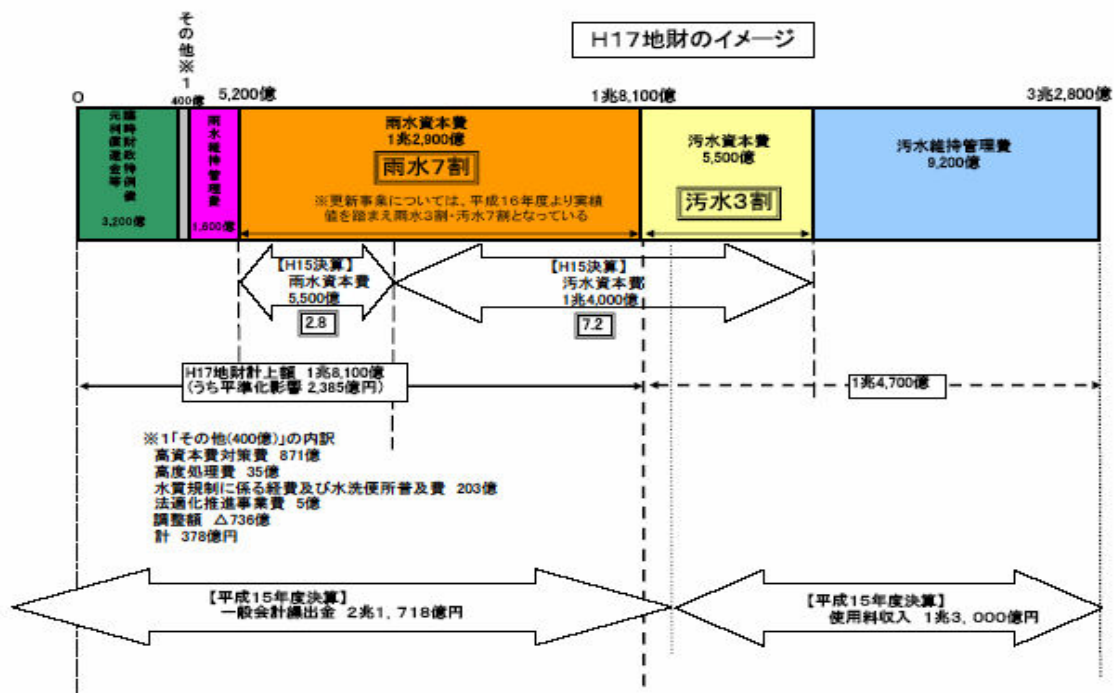 H17地財のイメージ
その他※1
400億
0
5,200億
1兆8,100億
3兆2,800億
臨時財政特例債
元利償還金等
3,200億
雨水維持管理費
1,600億
雨水資本費
1兆2,900億
雨水7割
※更新事業については、平成16年度より実績
値を踏まえ雨水3割・汚水7割となっている
汚水資本費
5,500億
汚水3割
汚水維持管理費
9,200億
【H15決算】
雨水資本費
5,500億
2.8
【H15決算】
汚水資本費
1兆4,000億
7.2
H17地財計上額 1兆8,100億
(うち平準化影響 2,385億円)
1兆4,700億
※1「その他(400億)」の内訳
高資本費対策費 871億
高度処理費 35億
水質規制に係る経費及び水洗便所普及費 203億
法適化推進事業費 5億
調整額 △736億
計 378億円
【平成15年度決算】
一般会計繰出金 2兆1,718億円
【平成15年度決算】
使用料収入 1兆3,000億円